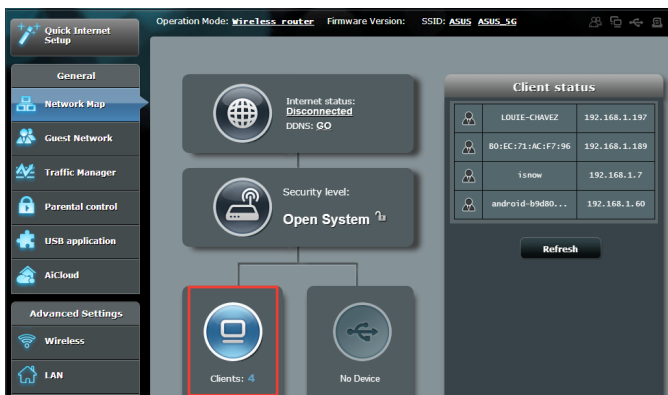 Quick Internet
Setup
Operation Mode: Wireless router Firmware Version: SSID: ASUS ASUS_5G
General
Network Map
Guest Network
Traffic Manager
Parental control
USB application
AiCloud
Advanced Settings
Wireless
LAN
Internet status:
Disconnected
DDNS: GO
Security level:
Open System
Clients: 4
No Device
Client status
LOUIE-CHAVEZ 192.168.1.197
80:EC:71:AC:F7:96 192.168.1.189
isnow 192.168.1.7
android-b9d80... 192.168.1.60
Refresh